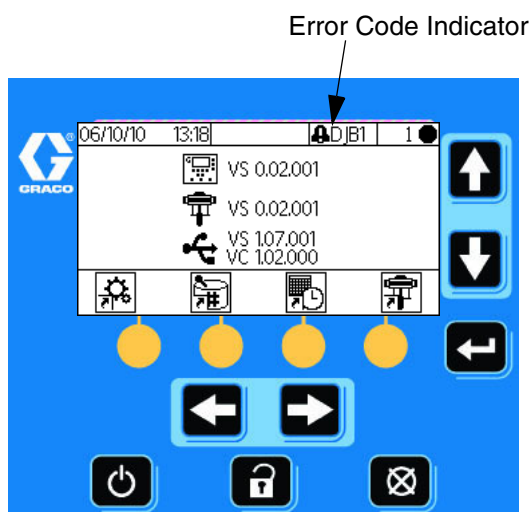 Error Code Indicator
06/10/10 13:18 DJB1 1
VS 0.02.001
VS 0.02.001
VS 1.07.001
VC 1.02.000
GRACO